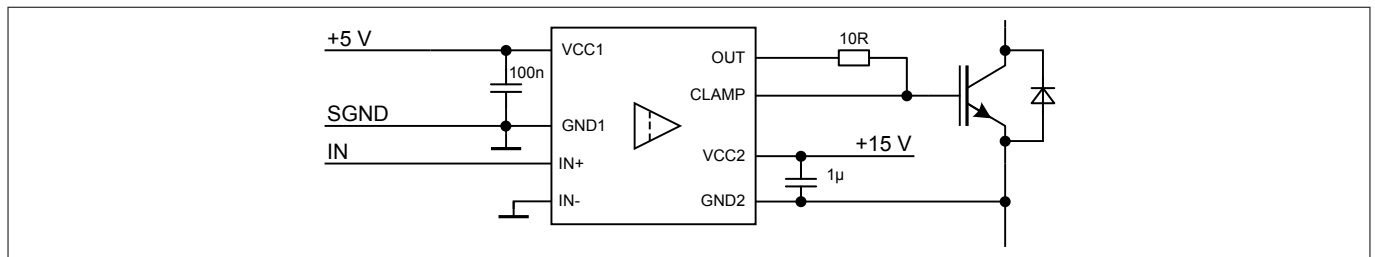 +5 V
VCC1
10R
OUT
100n
CLAMP
SGND
GND1
IN
VCC2
+15 V
IN+
1µ
IN-
GND2